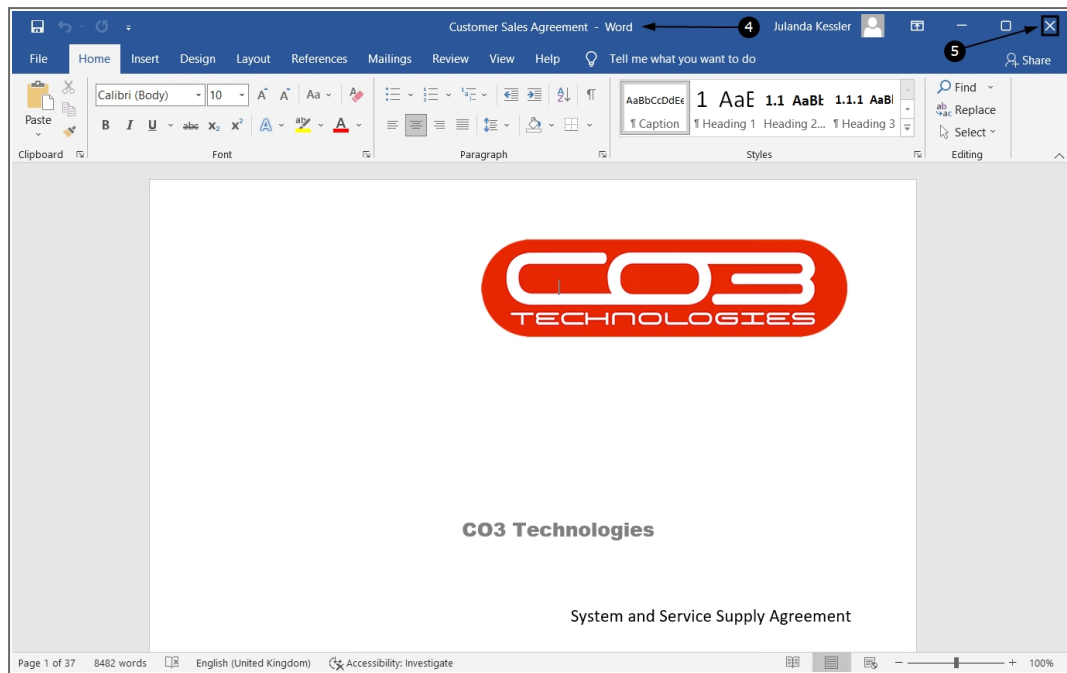 Customer Sales Agreement - Word
4
Julanda Kessler
5
File Home Insert Design Layout References Mailings Review View Help Tell me what you want to do Share
Paste
Calibri (Body) 10 A A Aa
B I U abc X₂ X² A aby A
AaBbCcDdEe 1 AaE 1.1 AaBb 1.1.1 AaBl
¶ Caption ¶ Heading 1 Heading 2... ¶ Heading 3
Find
Replace
Select
Clipboard Font Paragraph Styles Editing
CO3
TECHNOLOGIES
CO3 Technologies
System and Service Supply Agreement
Page 1 of 37 8482 words English (United Kingdom) Accessibility: Investigate 100%